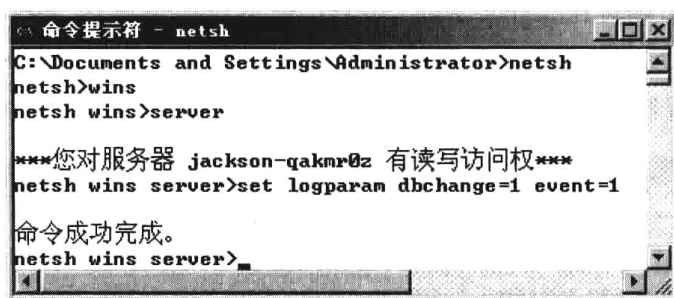 命令提示符 - netsh
C:\Documents and Settings\Administrator>netsh
netsh>wins
netsh wins>server
***您对服务器 jackson-qakmr0z 有读写访问权***
netsh wins server>set logparam dbchange=1 event=1
命令成功完成。
netsh wins server>_